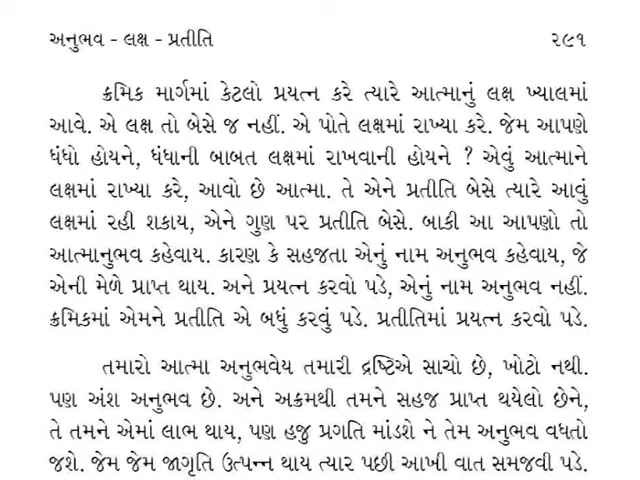 અનુભવ - લક્ષ - પ્રતીતિ ૨૯૧
ક્રમિક માર્ગમાં કેટલો પ્રયત્ન કરે ત્યારે આત્માનું લક્ષ ખ્યાલમાં
આવે. એ લક્ષ તો બેસે જ નહીં. એ પોતે લક્ષમાં રાખ્યા કરે. જેમ આપણે
ધંધો હોયને, ધંધાની બાબત લક્ષમાં રાખવાની હોયને ? એવું આત્માને
લક્ષમાં રાખ્યા કરે, આવો છે આત્મા. તે એને પ્રતીતિ બેસે ત્યારે આવું
લક્ષમાં રહી શકાય, એને ગુણ પર પ્રતીતિ બેસે. બાકી આ આપણો તો
આત્માનુભવ કહેવાય. કારણ કે સહજતા એનું નામ અનુભવ કહેવાય, જે
એની મેળે પ્રાપ્ત થાય. અને પ્રયત્ન કરવો પડે, એનું નામ અનુભવ નહીં.
ક્રમિકમાં એમને પ્રતીતિ એ બધું કરવું પડે. પ્રતીતિમાં પ્રયત્ન કરવો પડે.
તમારો આત્મા અનુભવેય તમારી દ્રષ્ટિએ સાચો છે, ખોટો નથી.
પણ અંશ અનુભવ છે. અને અક્રમથી તમને સહજ પ્રાપ્ત થયેલો છેને,
તે તમને એમાં લાભ થાય, પણ હજુ પ્રગતિ માંડશે ને તેમ અનુભવ વધતો
જશે. જેમ જેમ જાગૃતિ ઉત્પન્ન થાય ત્યાર પછી આખી વાત સમજવી પડે.